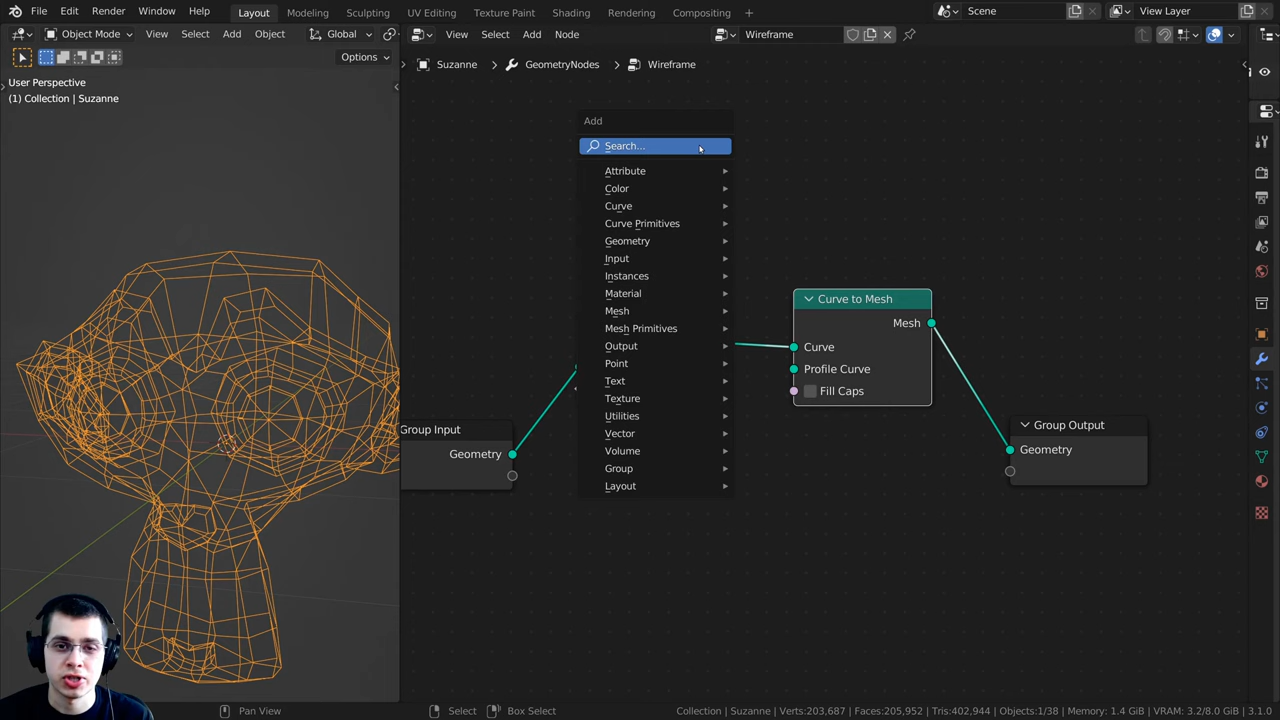 File Edit Render Window Help Layout Modeling Sculpting UV Editing Texture Paint Shading Rendering Compositing + Scene View Layer
Object Mode View Select Add Object Global View Select Add Node Wireframe
Options
Suzanne GeometryNodes Wireframe
User Perspective
(1) Collection | Suzanne
Add
Search...
Attribute
Color
Curve
Curve Primitives
Geometry
Input
Instances
Material
Mesh
Mesh Primitives
Output
Point
Text
Texture
Utilities
Vector
Volume
Group
Layout
Curve to Mesh
Mesh
Curve
Profile Curve
Fill Caps
Group Input
Geometry
Group Output
Geometry
Pan View Select Box Select Collection | Suzanne | Verts:203,687 | Faces:205,952 | Tris:402,944 | Objects:1/38 | Memory: 1.4 GiB | VRAM: 3.2/8.0 GiB | 3.1.0